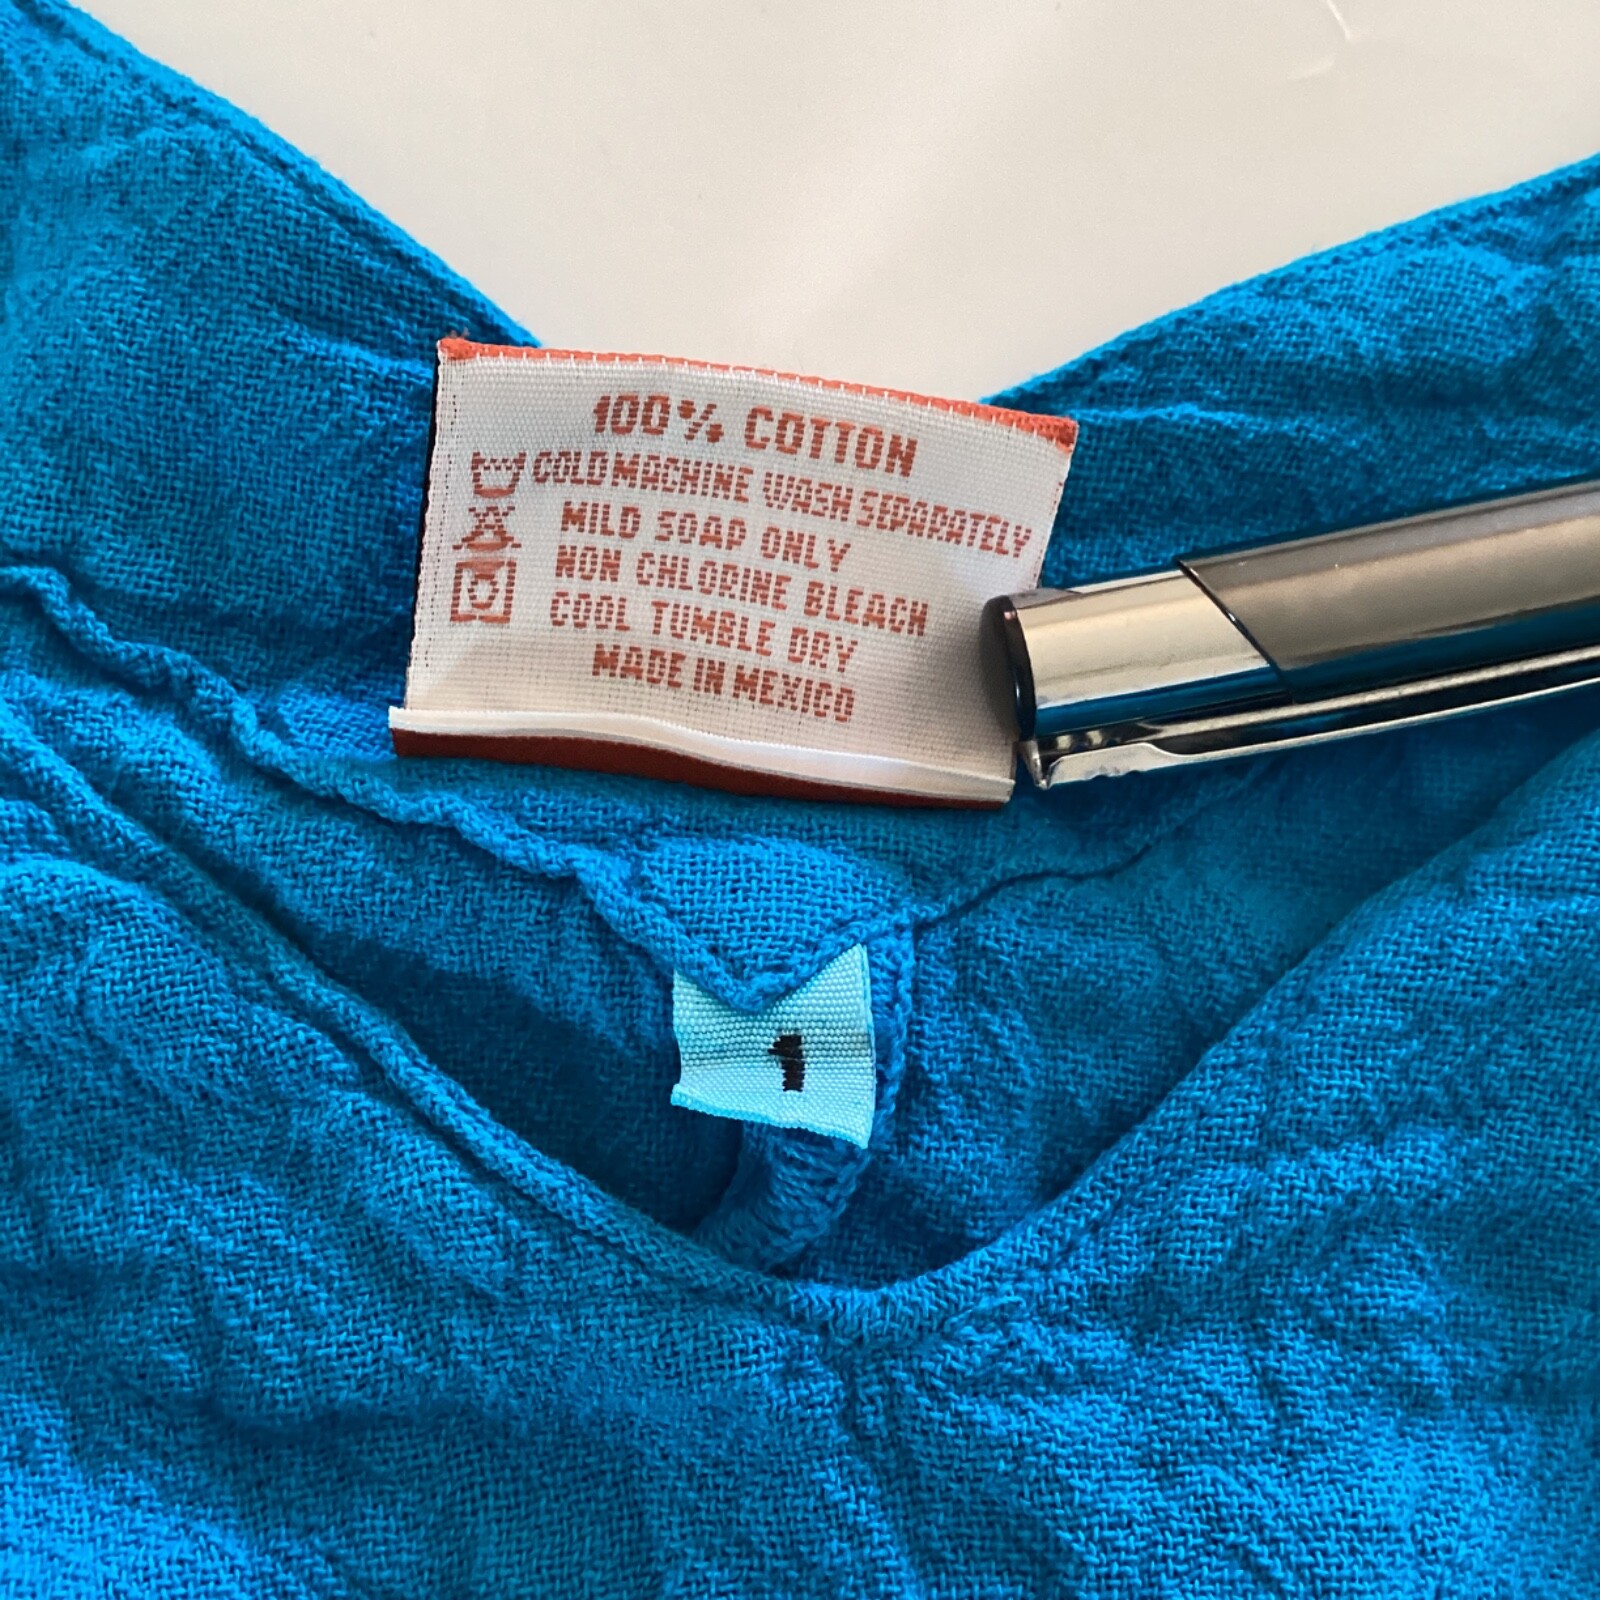 100% COTTON
COLD MACHINE WASH SEPARATELY
MILD SOAP ONLY
NON CHLORINE BLEACH
COOL TUMBLE DRY
MADE IN MEXICO
1